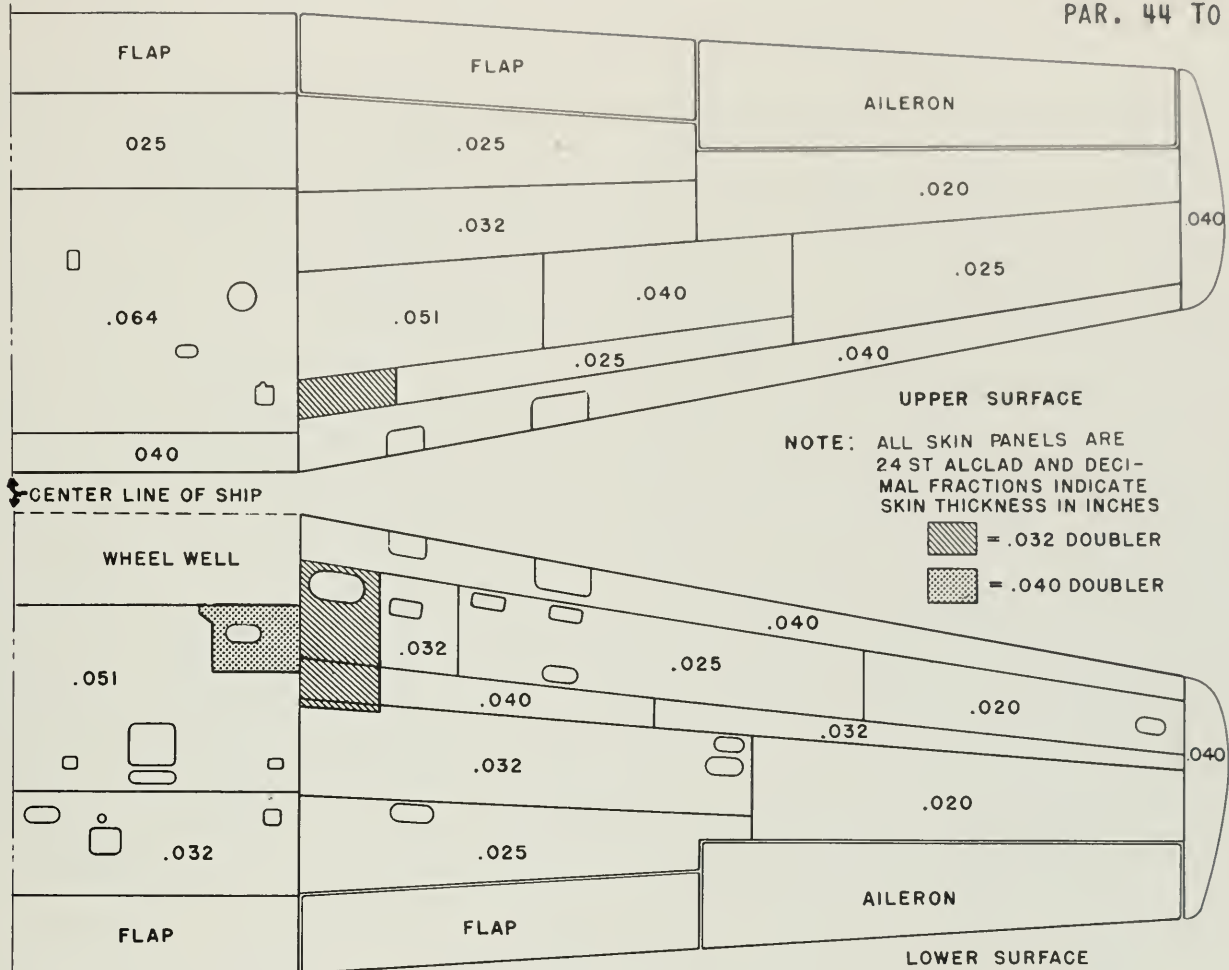 PAR. 44 TO
FLAP
FLAP
AILERON
025
.025
.020
.032
.040
.025
.064
.051
.040
.025
.040
040
UPPER SURFACE
NOTE: ALL SKIN PANELS ARE
24 ST ALCLAD AND DECI-
MAL FRACTIONS INDICATE
SKIN THICKNESS IN INCHES
= .032 DOUBLER
= .040 DOUBLER
CENTER LINE OF SHIP
WHEEL WELL
.040
.032
.025
.051
.040
.020
.032
.040
.032
.020
.032
.025
AILERON
FLAP
FLAP
LOWER SURFACE